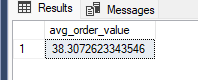 Results Messages
avg_order_value
1 38.3072623343546